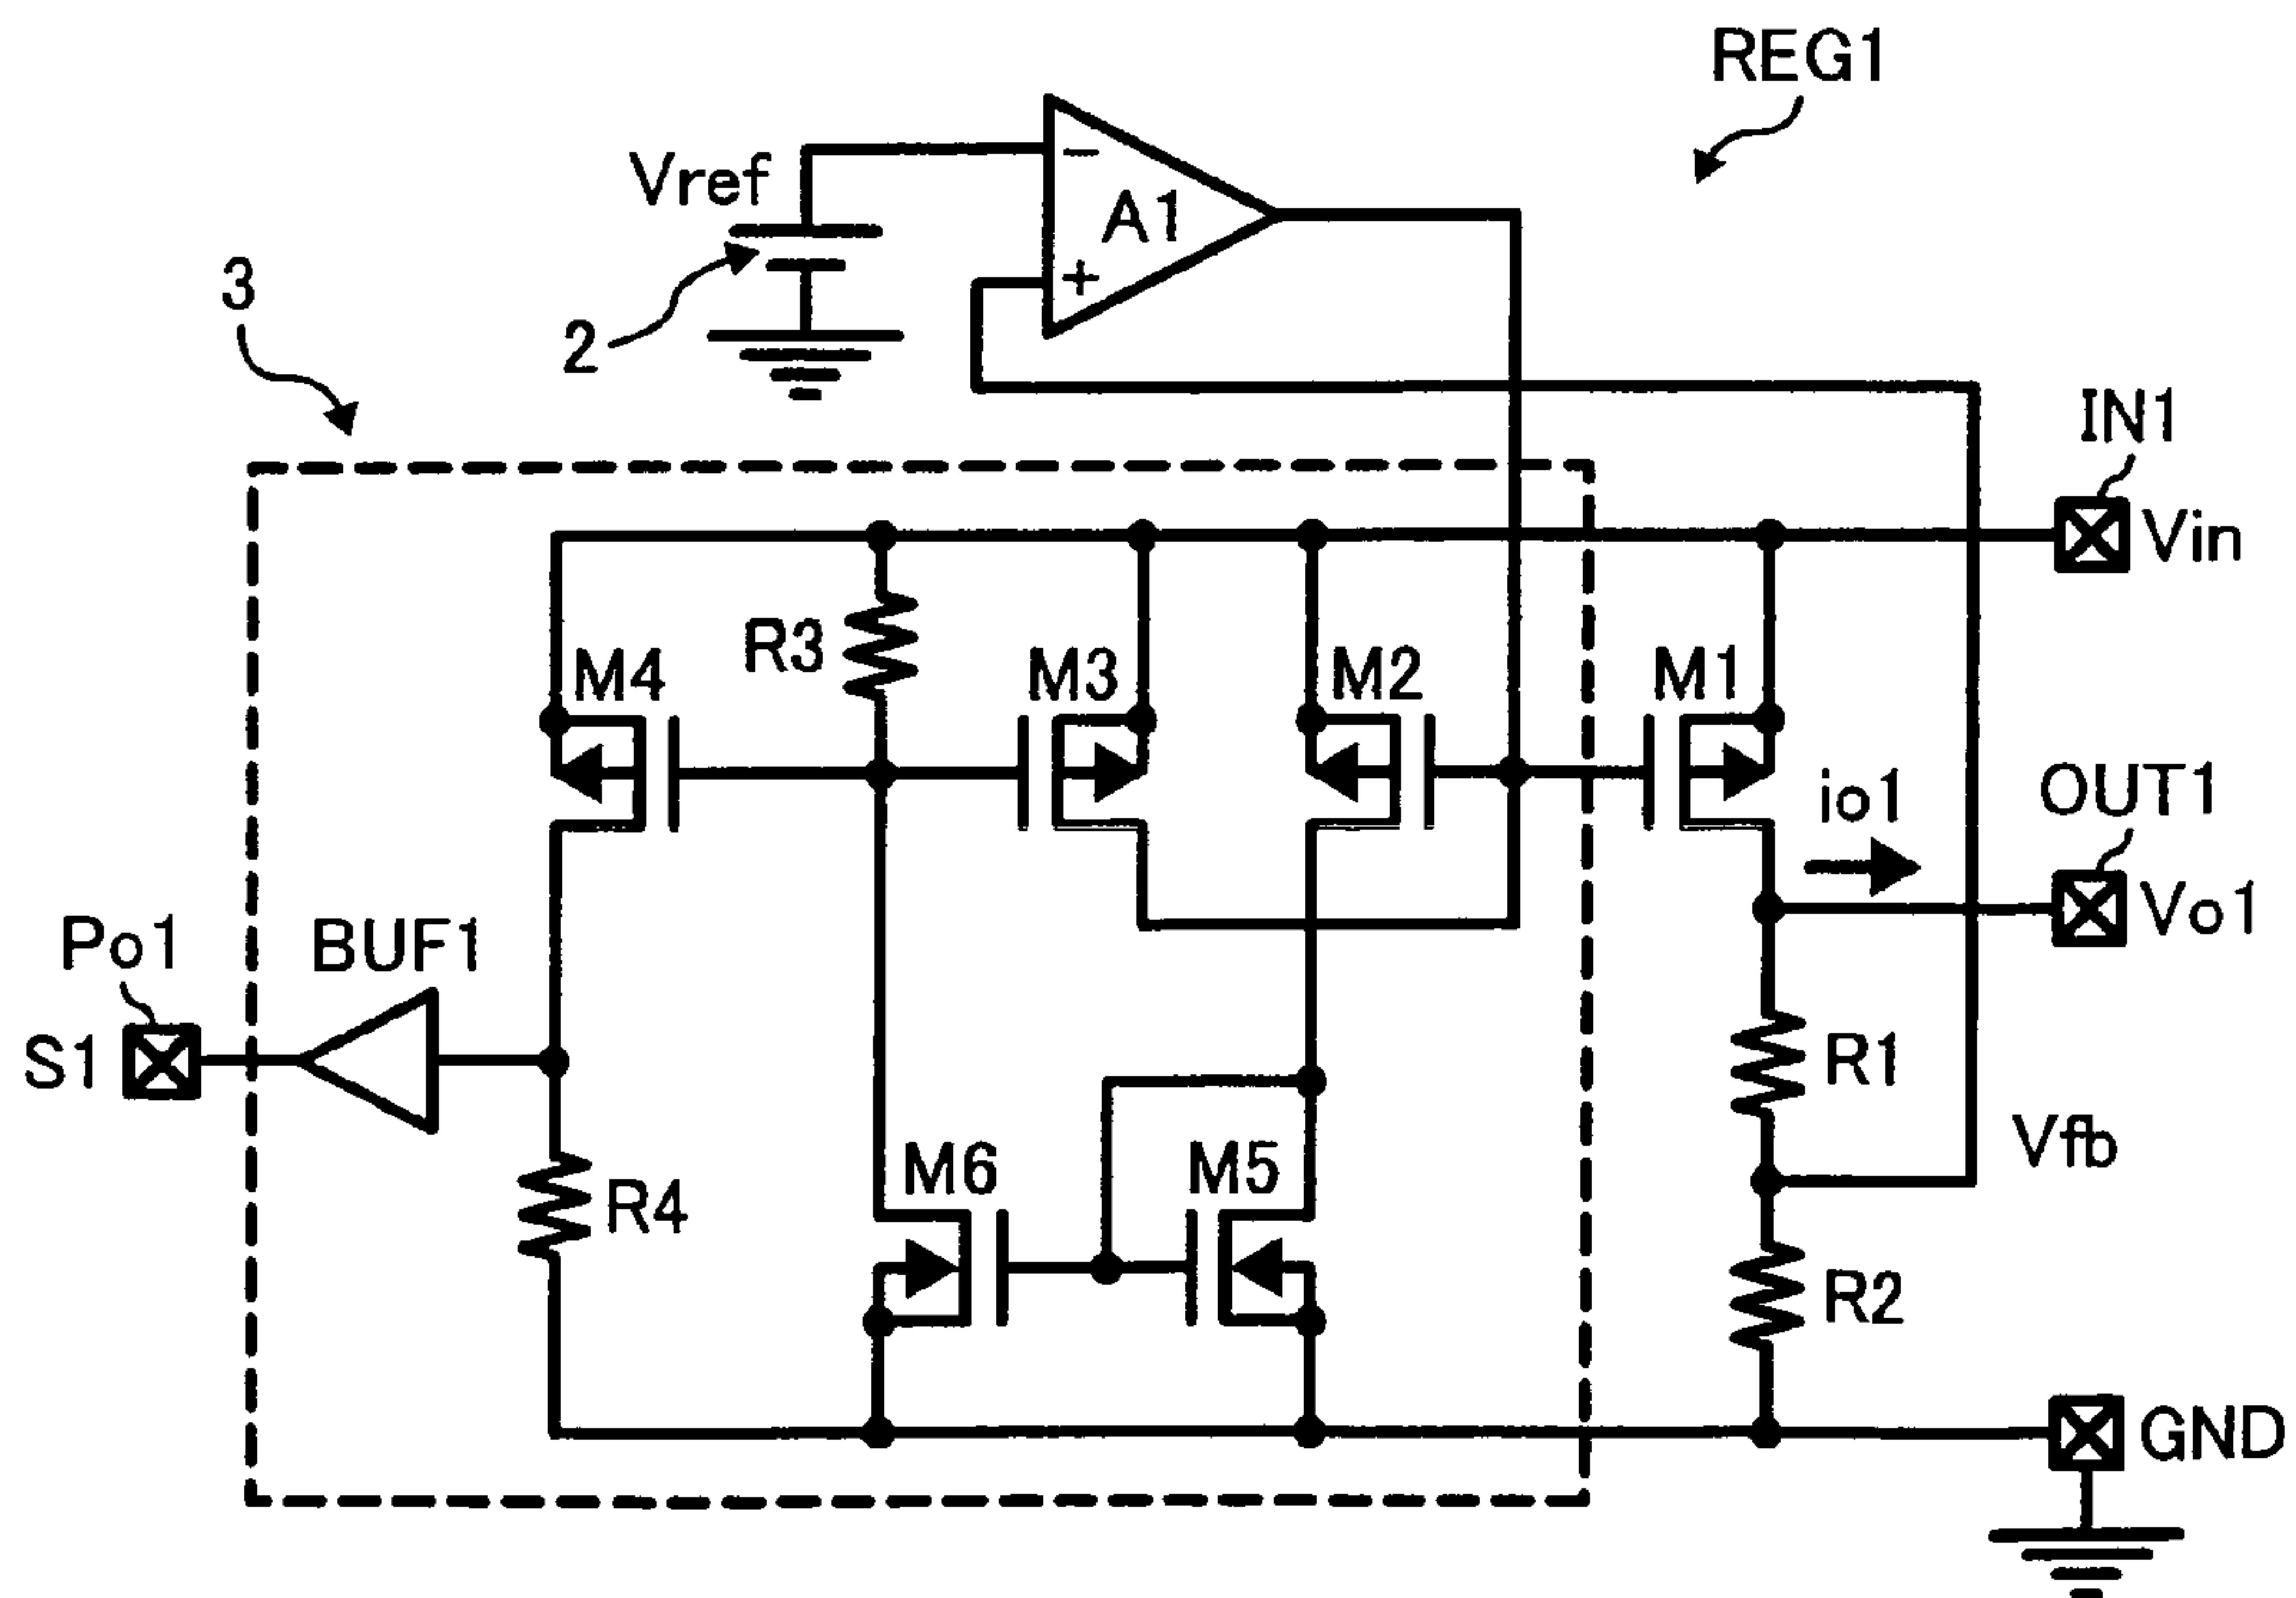 REG1
Vref
−
A1
+
3
2
IN1
Vin
R3
M4
M3
M2
M1
io1
OUT1
Vo1
Po1
BUF1
S1
R1
Vfb
M6
M5
R4
R2
GND